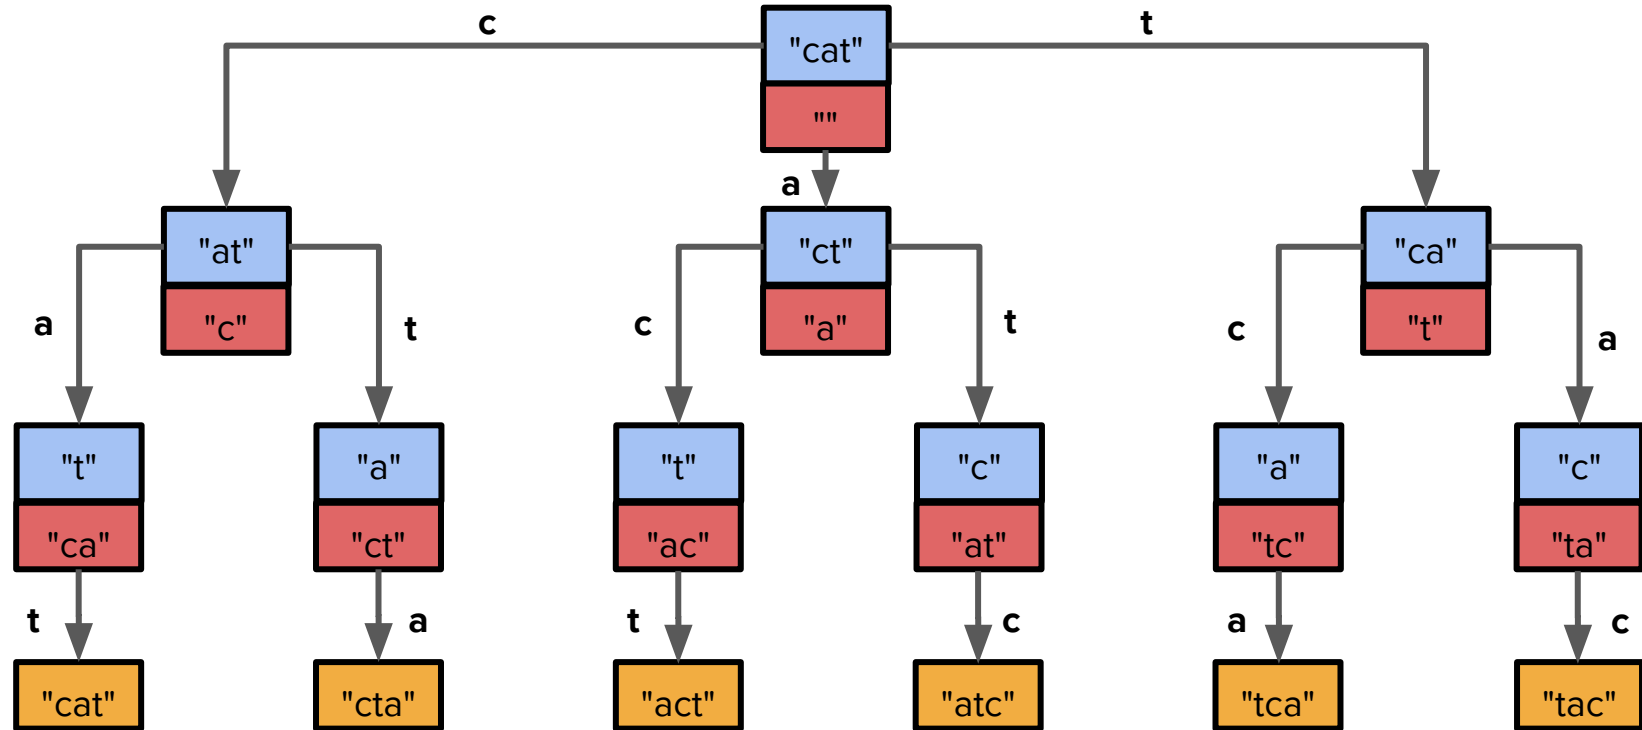 c
"cat"
t
""
a
"at"
"ct"
"ca"
"c"
"a"
"t"
a
t
c
t
c
a
"t"
"a"
"t"
"c"
"a"
"c"
"ca"
"ct"
"ac"
"at"
"tc"
"ta"
t
a
t
c
a
c
"cat"
"cta"
"act"
"atc"
"tca"
"tac"